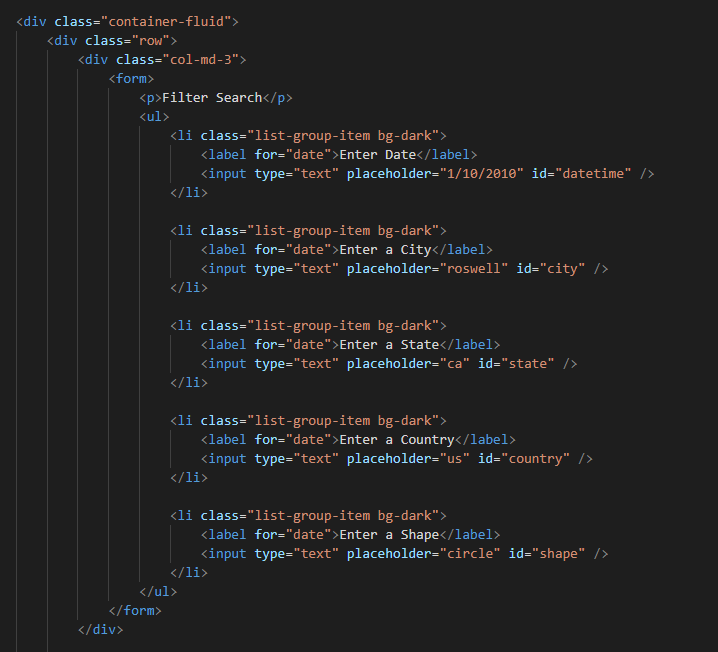 <div class="container-fluid">
<div class="row">
<div class="col-md-3">
<form>
<p>Filter Search</p>
<ul>
<li class="list-group-item bg-dark">
<label for="date">Enter Date</label>
<input type="text" placeholder="1/10/2010" id="datetime" />
</li>
<li class="list-group-item bg-dark">
<label for="date">Enter a City</label>
<input type="text" placeholder="roswell" id="city" />
</li>
<li class="list-group-item bg-dark">
<label for="date">Enter a State</label>
<input type="text" placeholder="ca" id="state" />
</li>
<li class="list-group-item bg-dark">
<label for="date">Enter a Country</label>
<input type="text" placeholder="us" id="country" />
</li>
<li class="list-group-item bg-dark">
<label for="date">Enter a Shape</label>
<input type="text" placeholder="circle" id="shape" />
</li>
</ul>
</form>
</div>